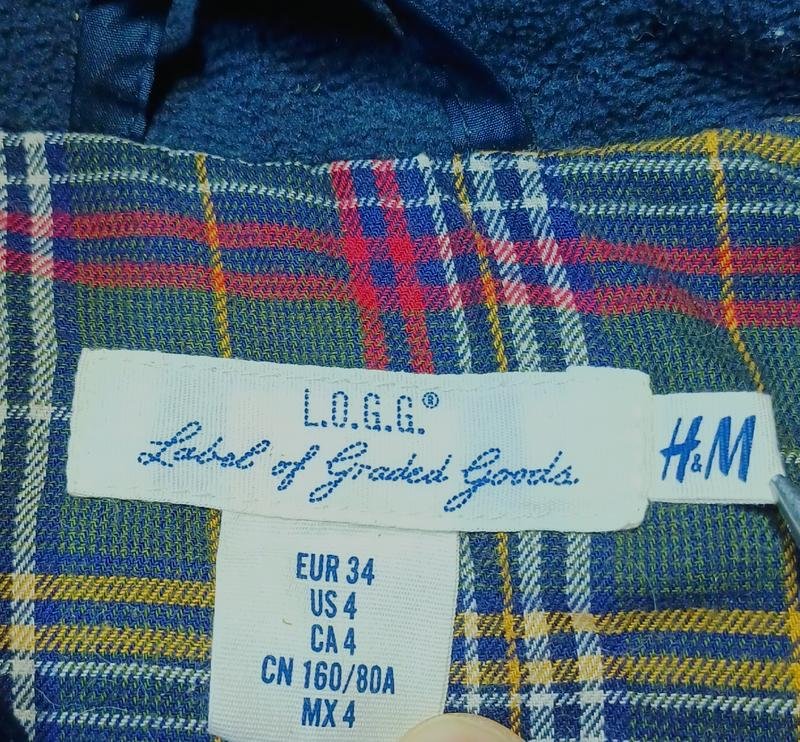 L.O.G.G.®
Label of Graded Goods.
H&M
EUR 34
US 4
CA 4
CN 160/80A
MX 4